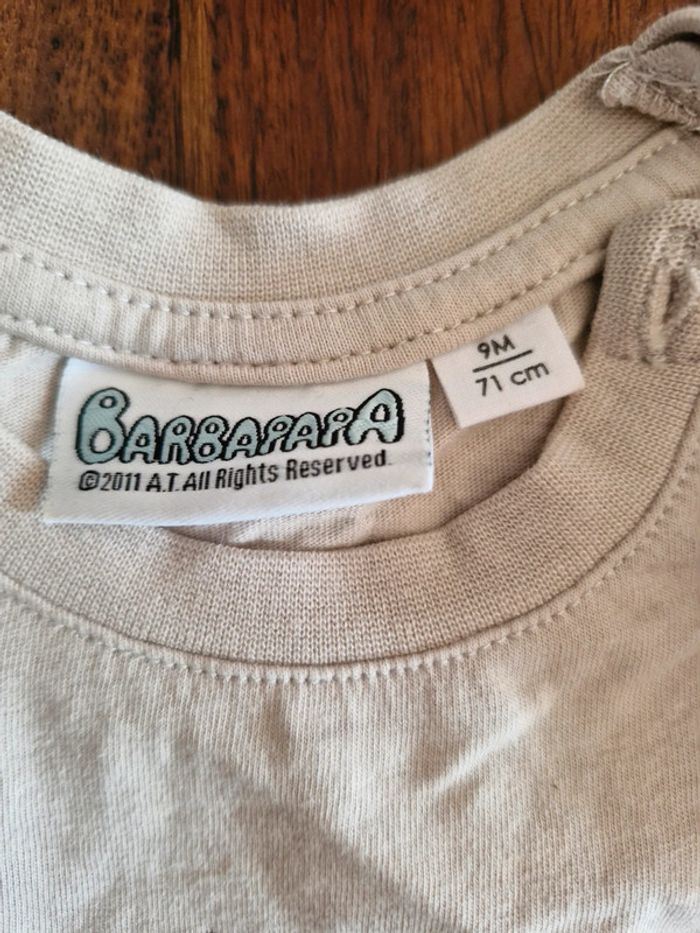 BARBAPAPA
©2011 A.T. All Rights Reserved.
9M
71 cm